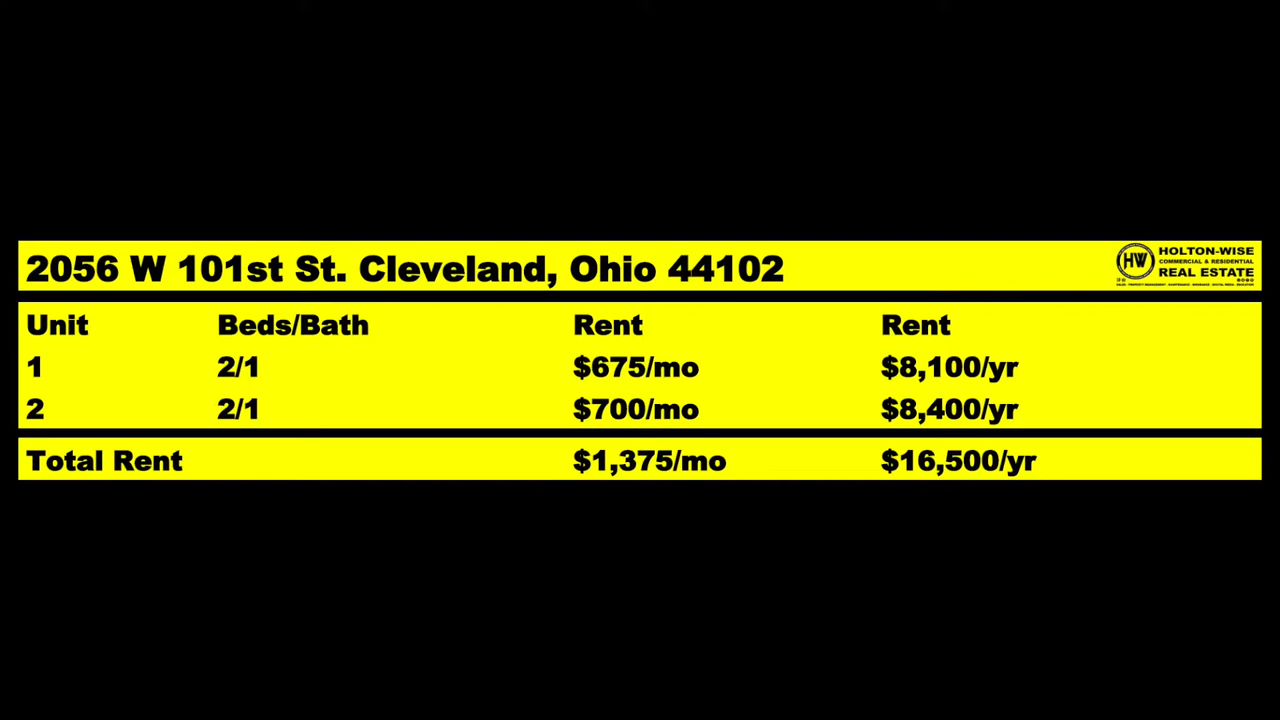 2056 W 101st St. Cleveland, Ohio 44102
HW HOLTON-WISE
COMMERCIAL & RESIDENTIAL
REAL ESTATE
Unit Beds/Bath Rent Rent
1 2/1 $675/mo $8,100/yr
2 2/1 $700/mo $8,400/yr
Total Rent $1,375/mo $16,500/yr